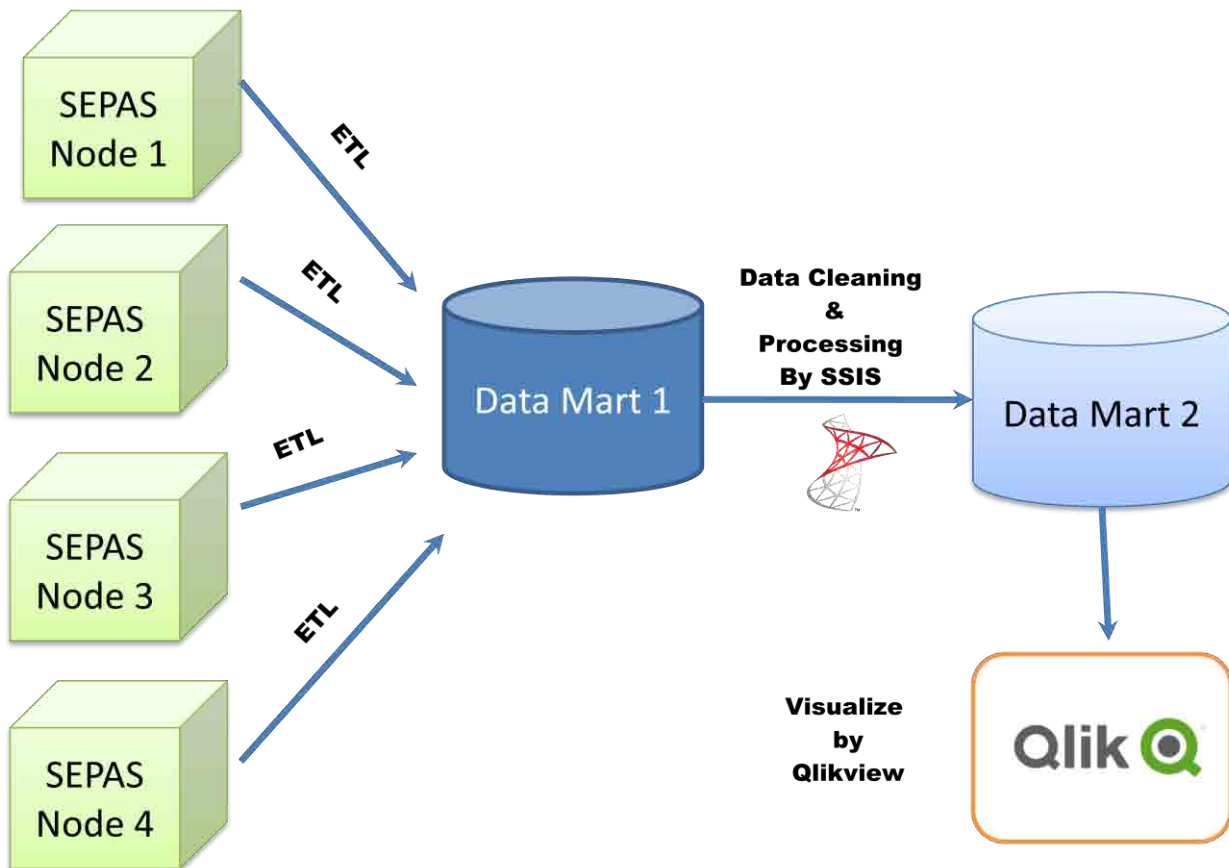 SEPAS
Node 1
ETL
SEPAS
Node 2
ETL
SEPAS
Node 3
ETL
SEPAS
Node 4
ETL
Data Mart 1
Data Cleaning
&
Processing
By SSIS
TM
Data Mart 2
Visualize
by
Qlikview
Qlik